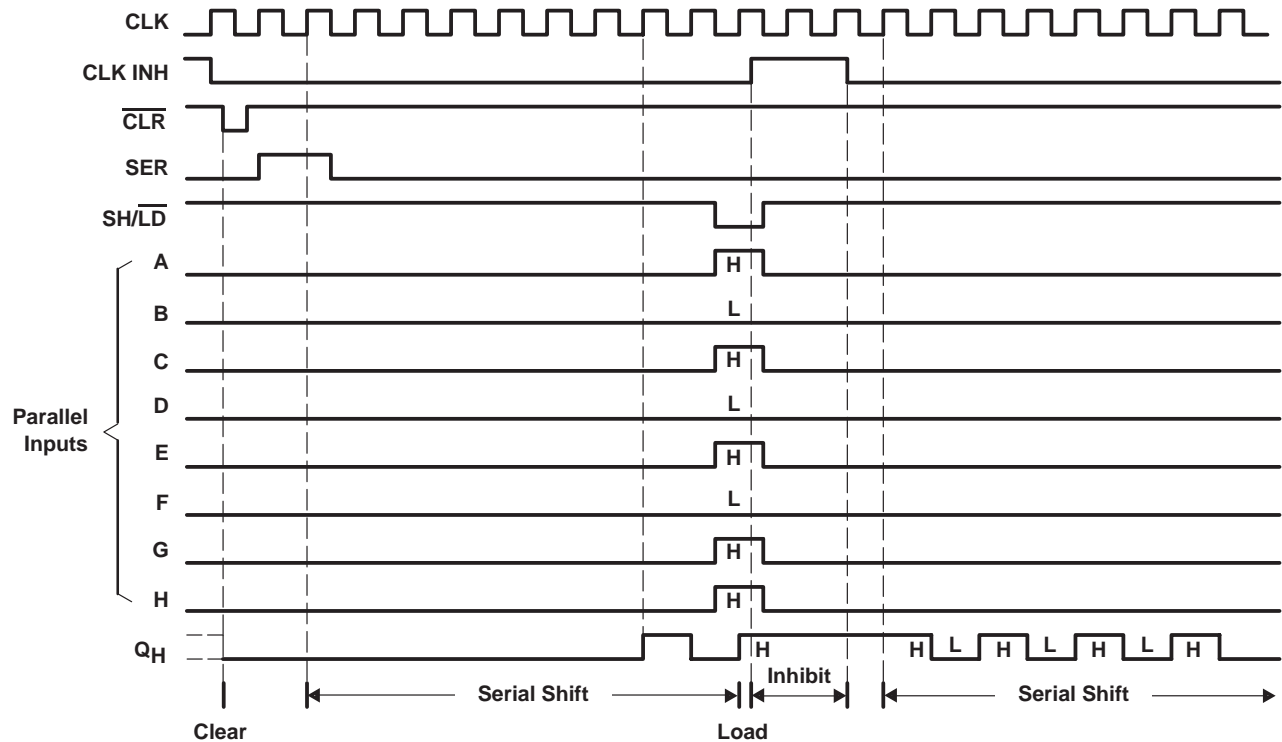 CLK
CLK INH
CLR
SER
SH/LD
A
H
B
L
C
H
D
L
Parallel
Inputs
E
H
F
L
G
H
H
H
QH
H
H
L
H
L
H
L
H
Inhibit
Serial Shift
Serial Shift
Clear
Load